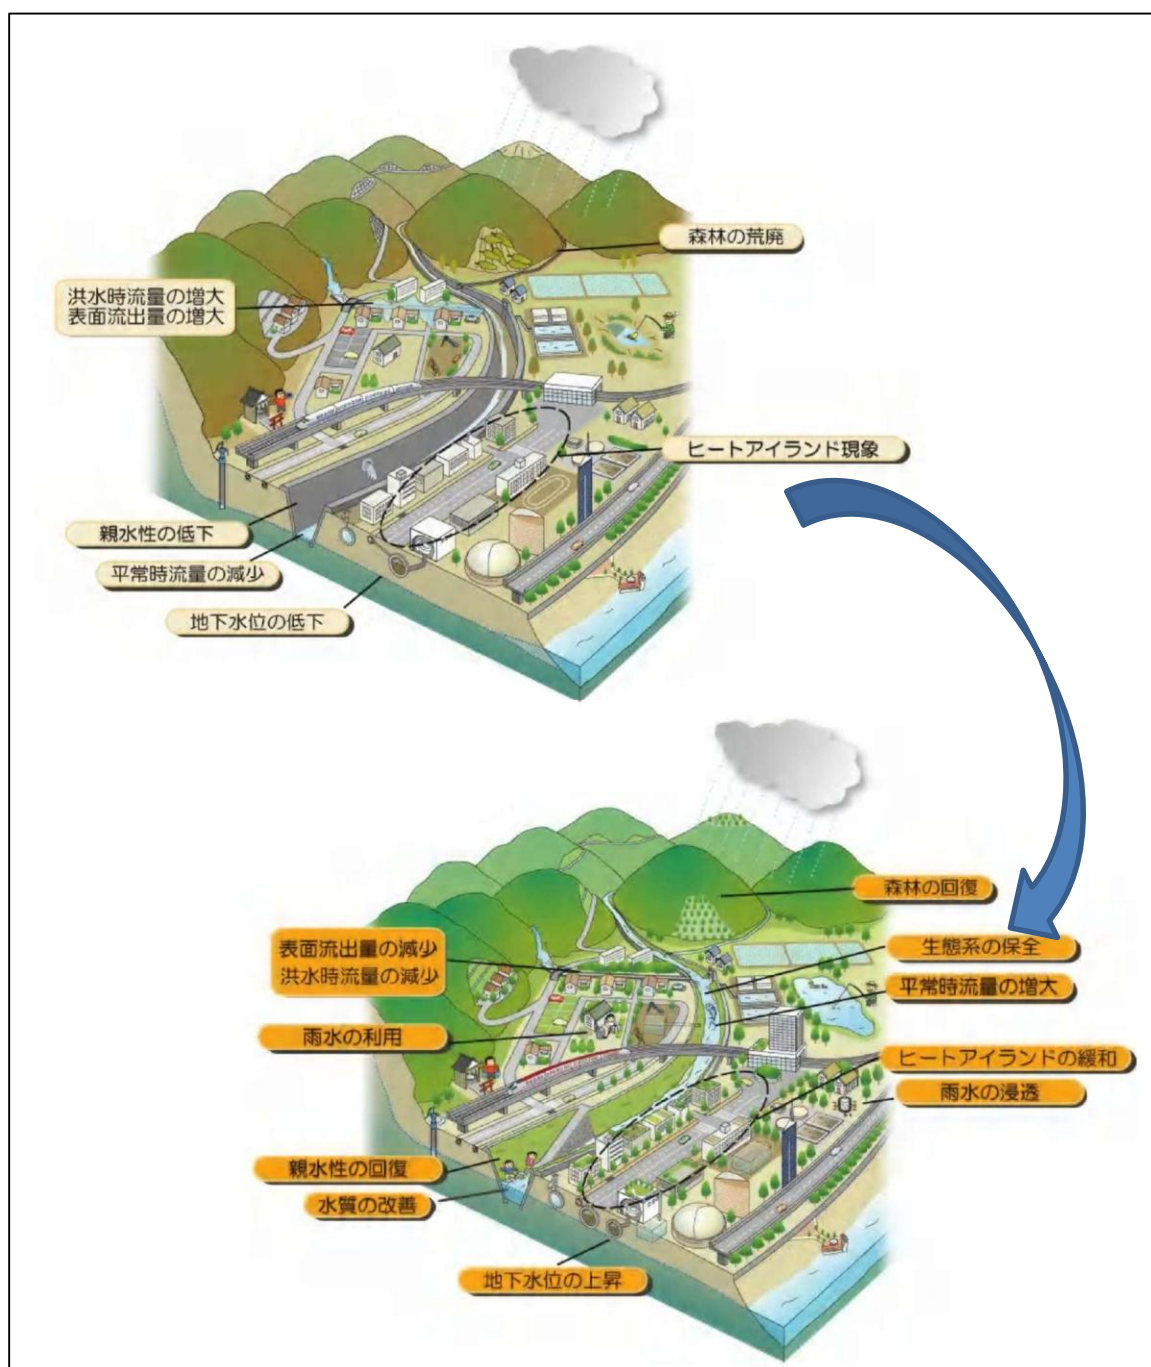 森林の荒廃
洪水時流量の増大
表面流出量の増大
ヒートアイランド現象
親水性の低下
平常時流量の減少
地下水位の低下
森林の回復
表面流出量の減少
洪水時流量の減少
生態系の保全
平常時流量の増大
雨水の利用
ヒートアイランドの緩和
雨水の浸透
親水性の回復
水質の改善
地下水位の上昇